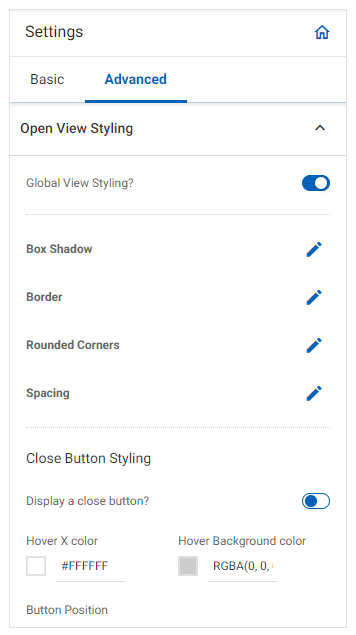 Settings
Basic Advanced
Open View Styling
Global View Styling?
Box Shadow
Border
Rounded Corners
Spacing
Close Button Styling
Display a close button?
Hover X color Hover Background color
#FFFFFF RGBA(0, 0,
Button Position